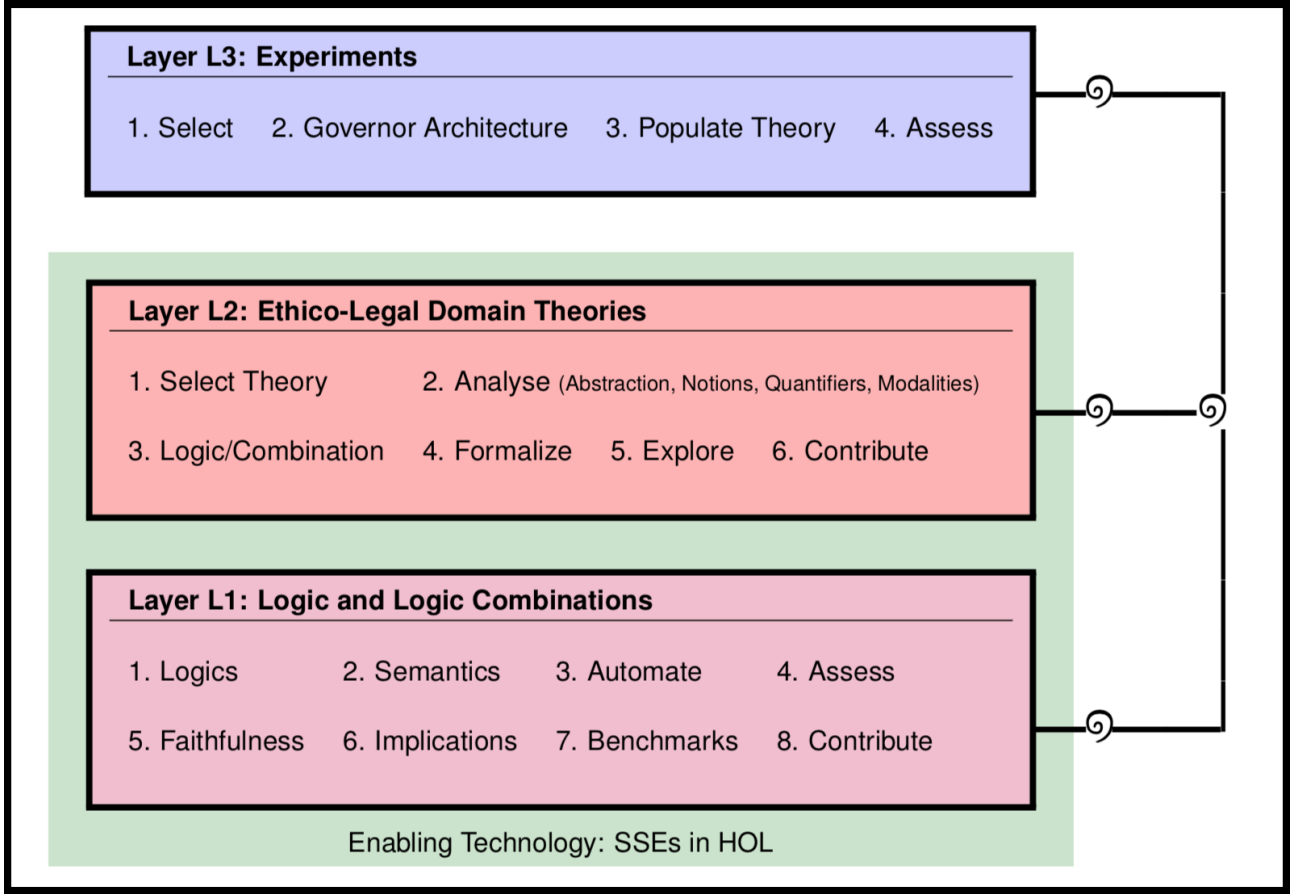 Layer L3: Experiments
1. Select 2. Governor Architecture 3. Populate Theory 4. Assess
Layer L2: Ethico-Legal Domain Theories
1. Select Theory 2. Analyse (Abstraction, Notions, Quantifiers, Modalities)
3. Logic/Combination 4. Formalize 5. Explore 6. Contribute
Layer L1: Logic and Logic Combinations
1. Logics 2. Semantics 3. Automate 4. Assess
5. Faithfulness 6. Implications 7. Benchmarks 8. Contribute
Enabling Technology: SSEs in HOL